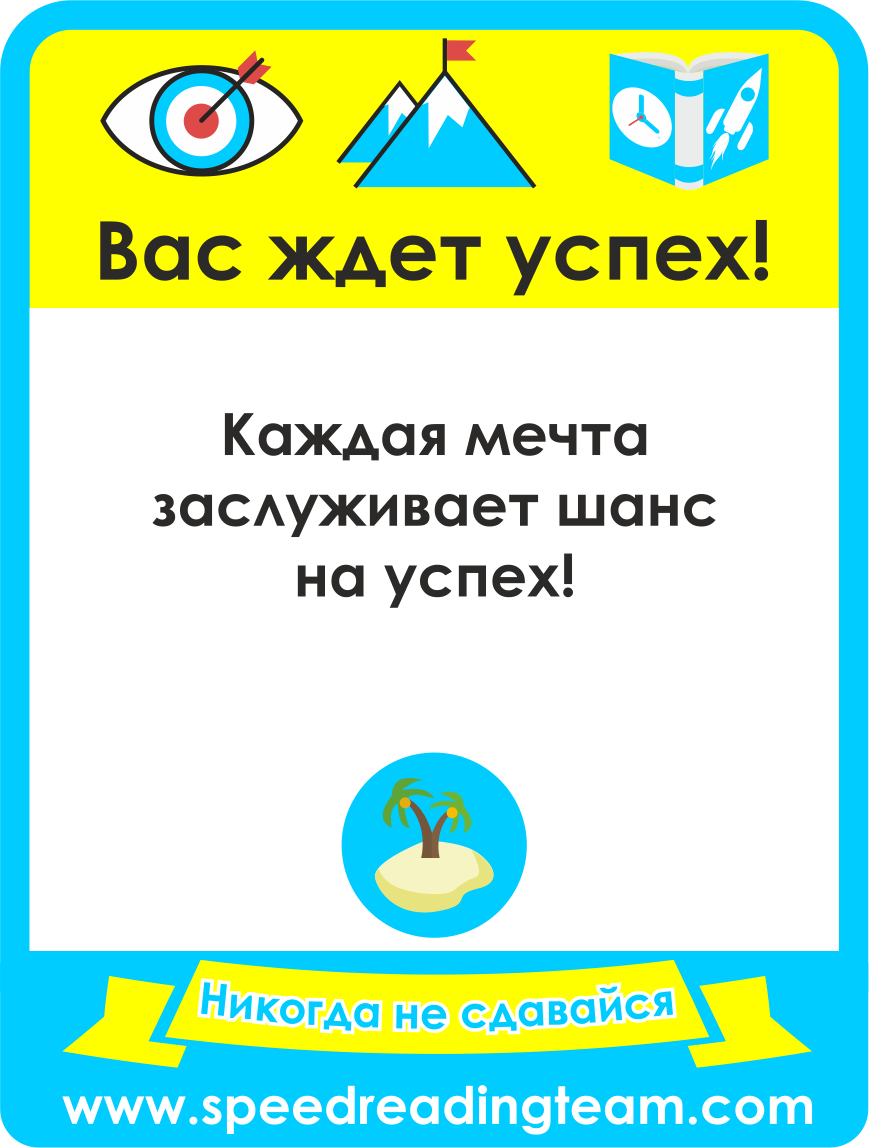 Вас ждет успех!
Каждая мечта
заслуживает шанс
на успех!
Никогда не сдавайся
www.speedreadingteam.com